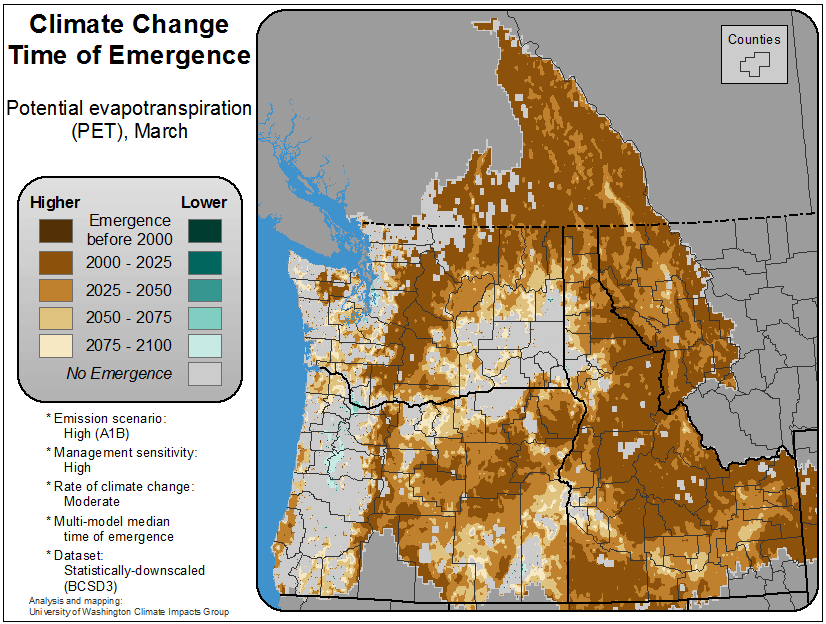 Climate Change
Time of Emergence
Potential evapotranspiration
(PET), March
Higher
Lower
Emergence
before 2000
2000 - 2025
2025 - 2050
2050 - 2075
2075 - 2100
No Emergence
* Emission scenario:
High (A1B)
* Management sensitivity:
High
* Rate of climate change:
Moderate
* Multi-model median
time of emergence
* Dataset:
Statistically-downscaled
(BCSD3)
Analysis and mapping:
University of Washington Climate Impacts Group
Counties